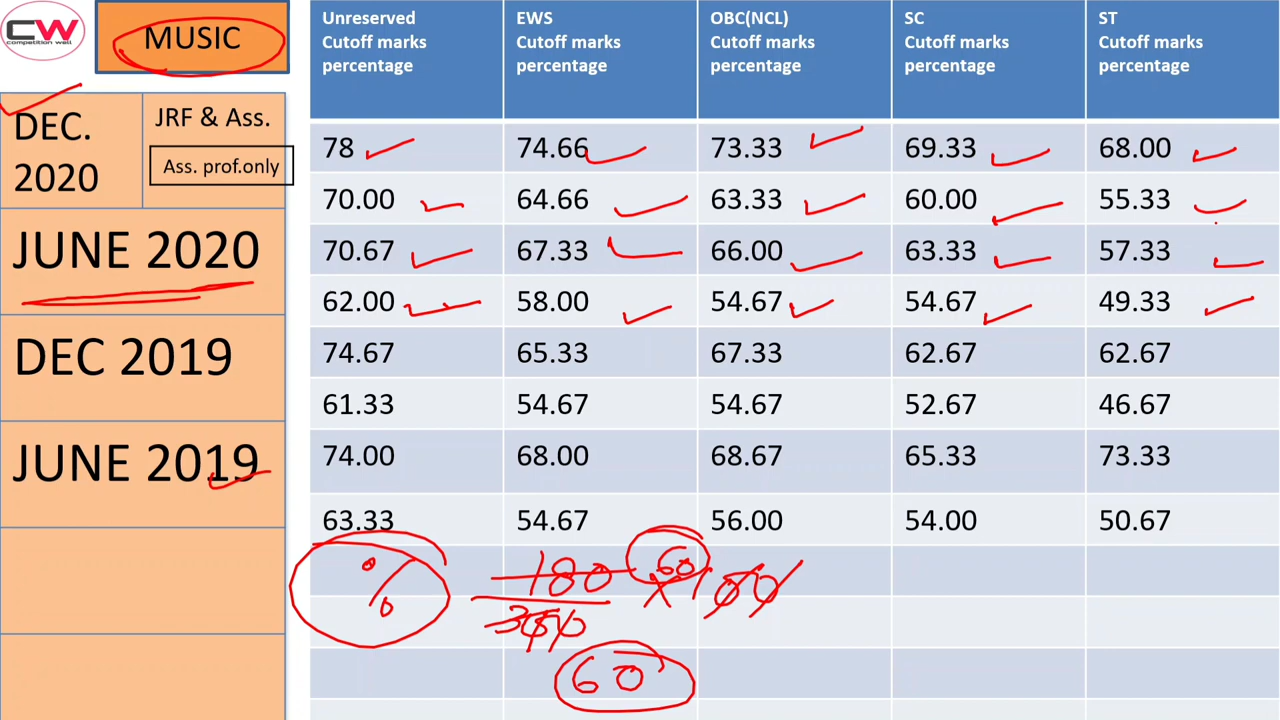 CW
competition well
MUSIC
Unreserved Cutoff marks percentage
EWS Cutoff marks percentage
OBC(NCL) Cutoff marks percentage
SC Cutoff marks percentage
ST Cutoff marks percentage
DEC. 2020
JRF & Ass.
Ass. prof.only
78 74.66 73.33 69.33 68.00
70.00 64.66 63.33 60.00 55.33
JUNE 2020
70.67 67.33 66.00 63.33 57.33
62.00 58.00 54.67 54.67 49.33
DEC 2019
74.67 65.33 67.33 62.67 62.67
61.33 54.67 54.67 52.67 46.67
JUNE 2019
74.00 68.00 68.67 65.33 73.33
63.33 54.67 56.00 54.00 50.67
% 180 60 x 100
300
60